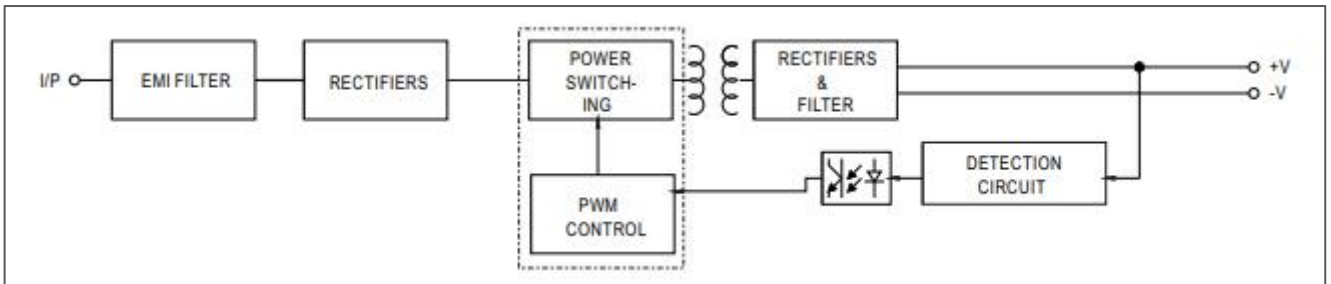 I/P
EMI FILTER
RECTIFIERS
POWER
SWITCH-
ING
RECTIFIERS
&
FILTER
+V
-V
PWM
CONTROL
DETECTION
CIRCUIT